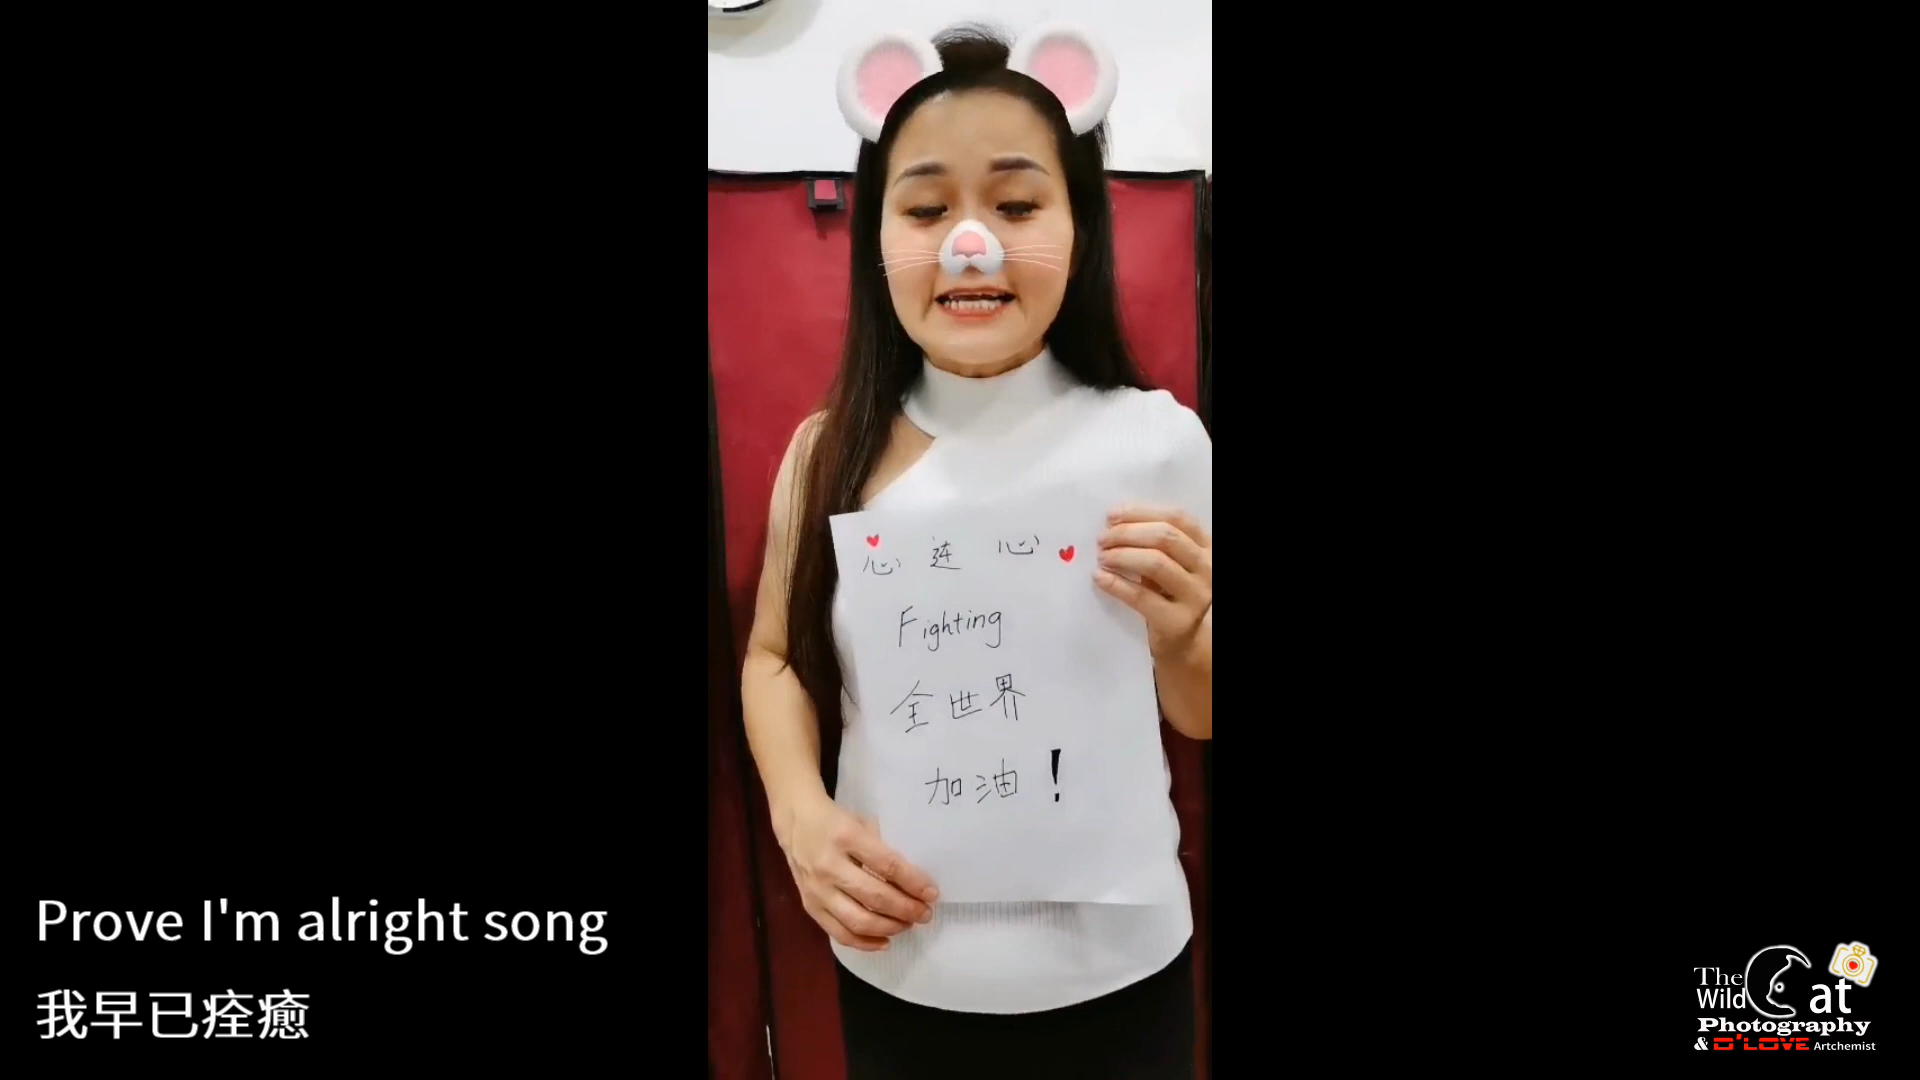 心连心
Fighting
全世界
加油!
Prove I'm alright song
我早已痊癒
The
Wild Cat
Photography
& D'LOVE Artchemist